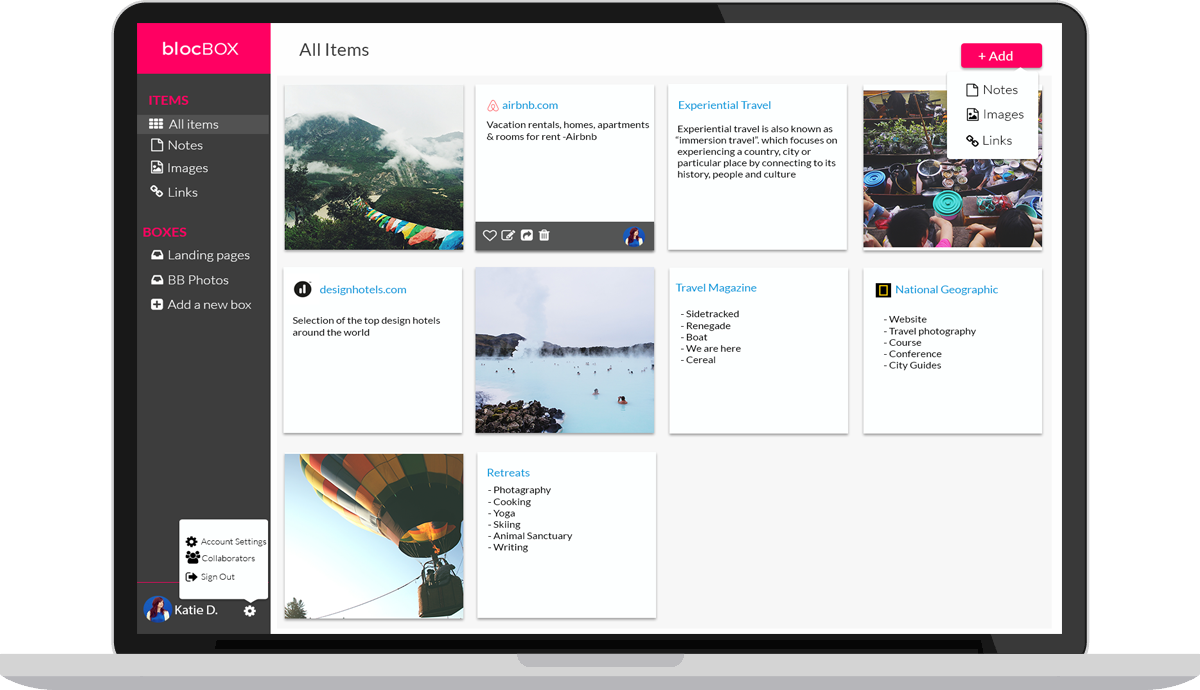 blocBOX
All Items
+ Add
Notes
Images
Links
ITEMS
All items
Notes
Images
Links
BOXES
Landing pages
BB Photos
Add a new box
Account Settings
Collaborators
Sign Out
Katie D.
airbnb.com
Vacation rentals, homes, apartments
& rooms for rent -Airbnb
Experiential Travel
Experiential travel is also known as
"immersion travel". which focuses on
experiencing a country, city or
particular place by connecting to its
history, people and culture
designhotels.com
Selection of the top design hotels
around the world
Travel Magazine
- Sidetracked
- Renegade
- Boat
- We are here
- Cereal
National Geographic
- Website
- Travel photography
- Course
- Conference
- City Guides
Retreats
- Photagraphy
- Cooking
- Yoga
- Skiing
- Animal Sanctuary
- Writing